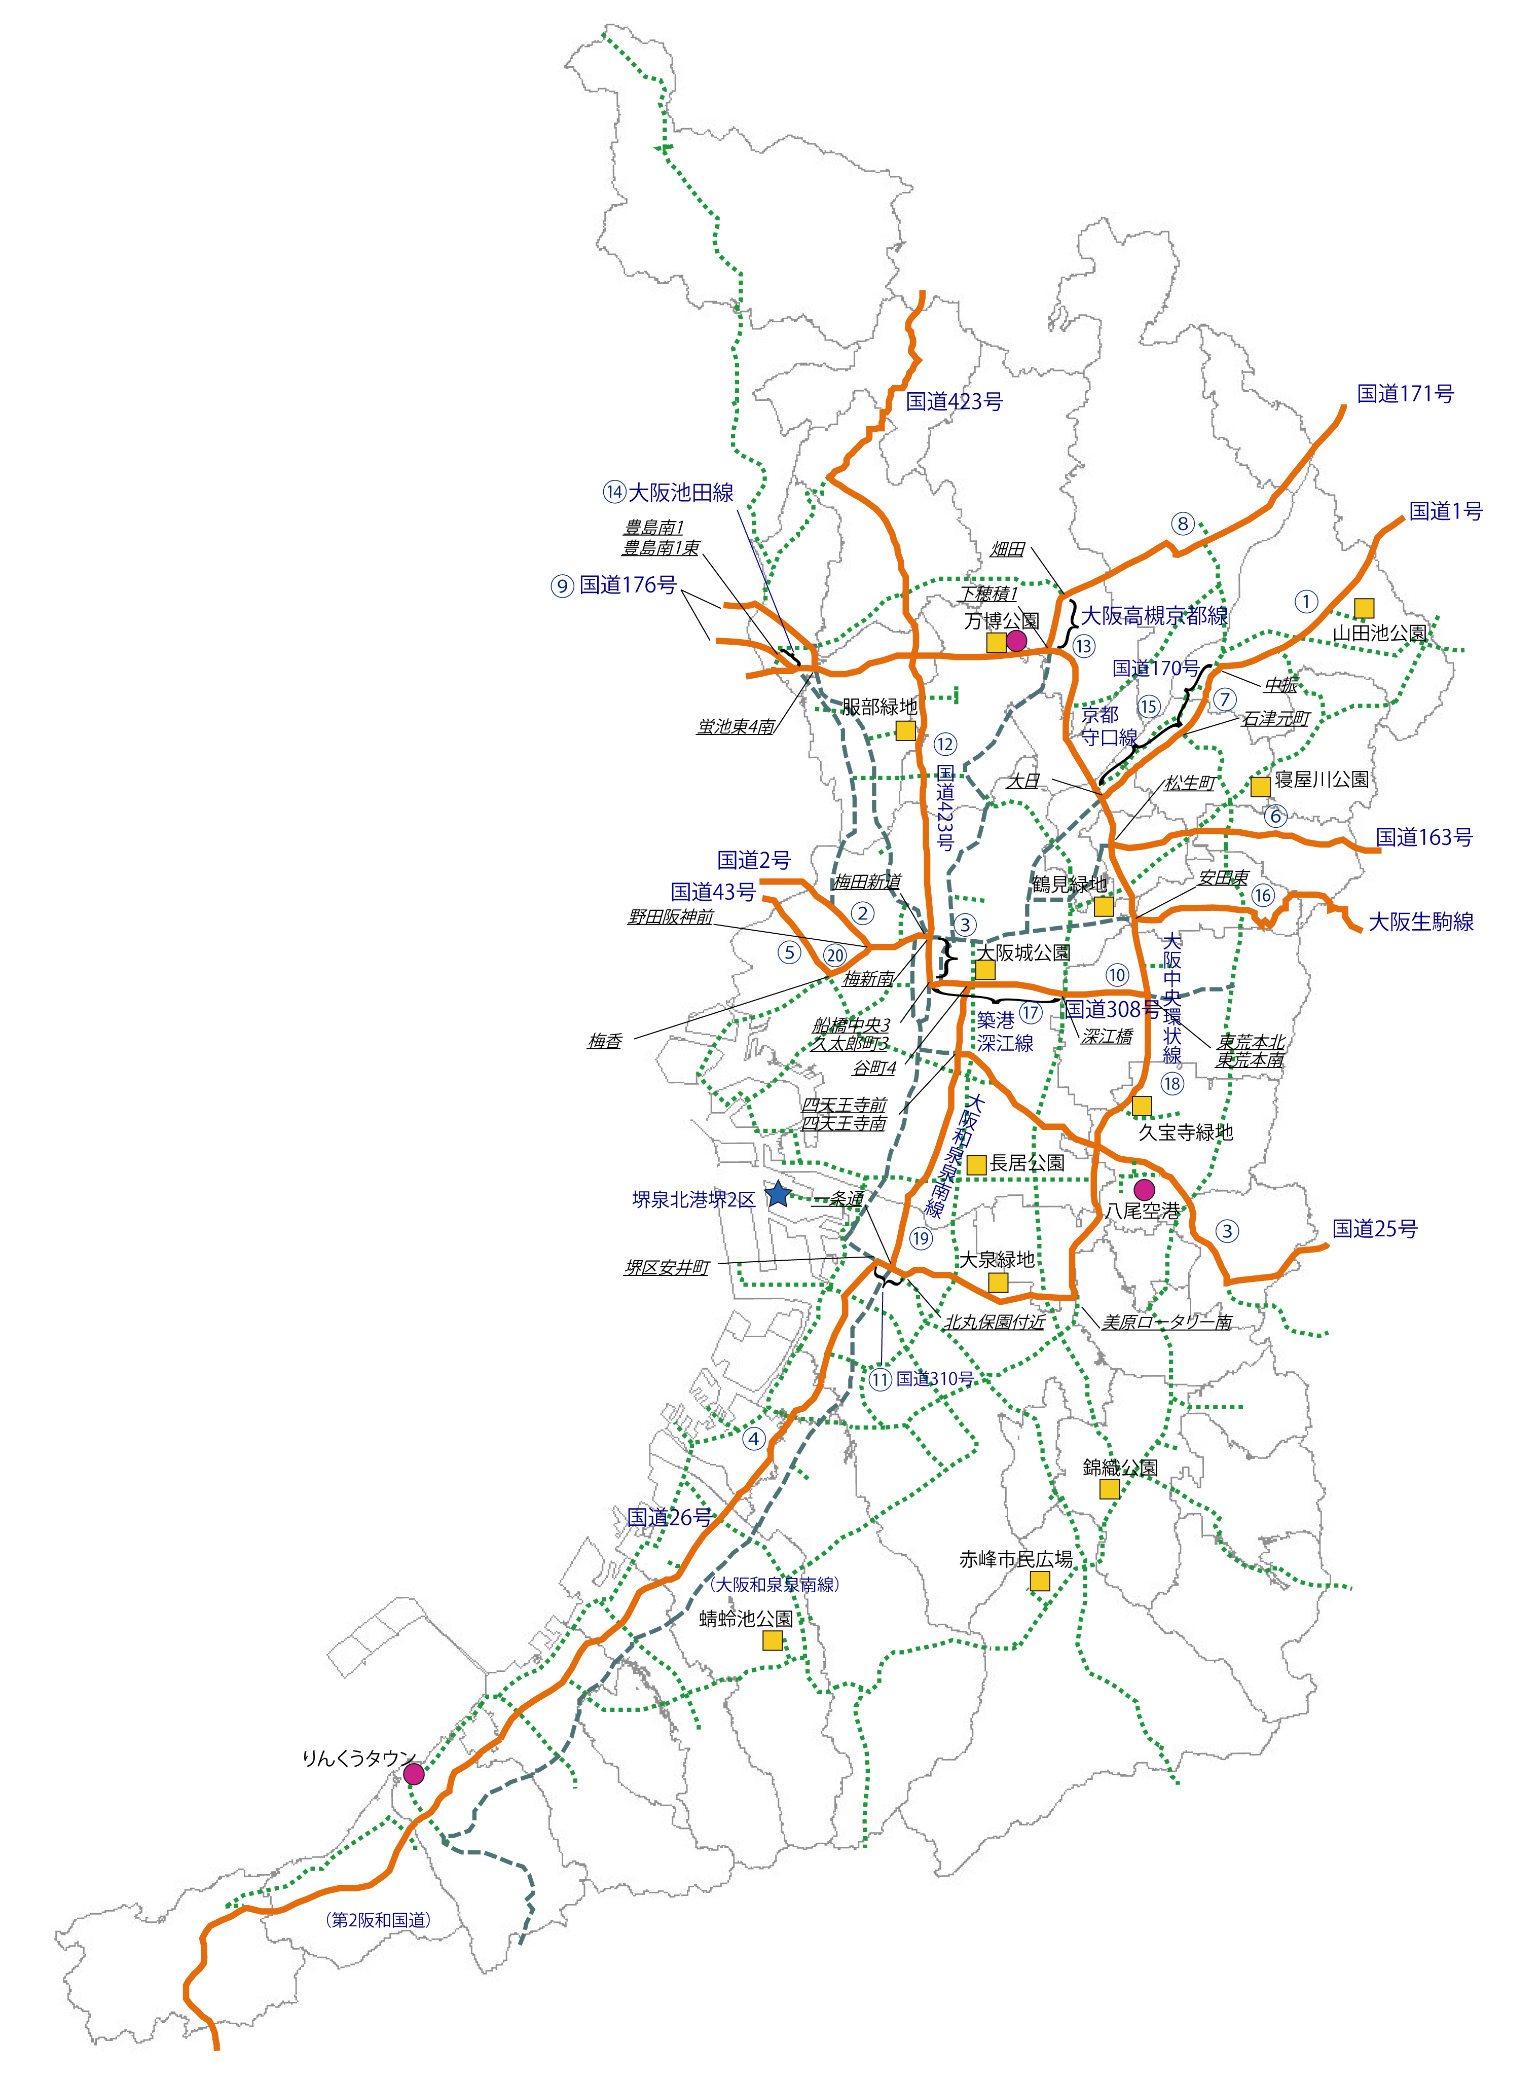 国道423号
国道171号
⑭大阪池田線
国道1号
豊島南1
豊島南1東
⑧
畑田
⑨ 国道176号
下穂積1
①
万博公園
大阪高槻京都線
⑬
山田池公園
国道170号
中振
服部緑地
京都
守口線
⑮
⑦
石津元町
蛍池東4南
⑫
国道423号
大日
松生町
寝屋川公園
⑥
国道163号
国道2号
国道43号
梅田新道
鶴見緑地
安田東
⑯
大阪生駒線
野田阪神前
②
③
⑤
⑳
大阪城公園
大阪中央環状線
梅新南
⑩
国道308号
⑰
築港
深江線
船橋中央3
久太郎町3
深江橋
梅香
谷町4
東荒本北
東荒本南
四天王寺前
四天王寺南
⑱
大阪和泉泉南線
久宝寺緑地
長居公園
堺泉北港堺2区
一条通
八尾空港
③
国道25号
⑲
堺区安井町
大泉緑地
北丸保園付近
美原ロータリー南
⑪ 国道310号
④
錦織公園
国道26号
赤峰市民広場
（大阪和泉泉南線）
蜻蛉池公園
りんくうタウン
（第2阪和国道）